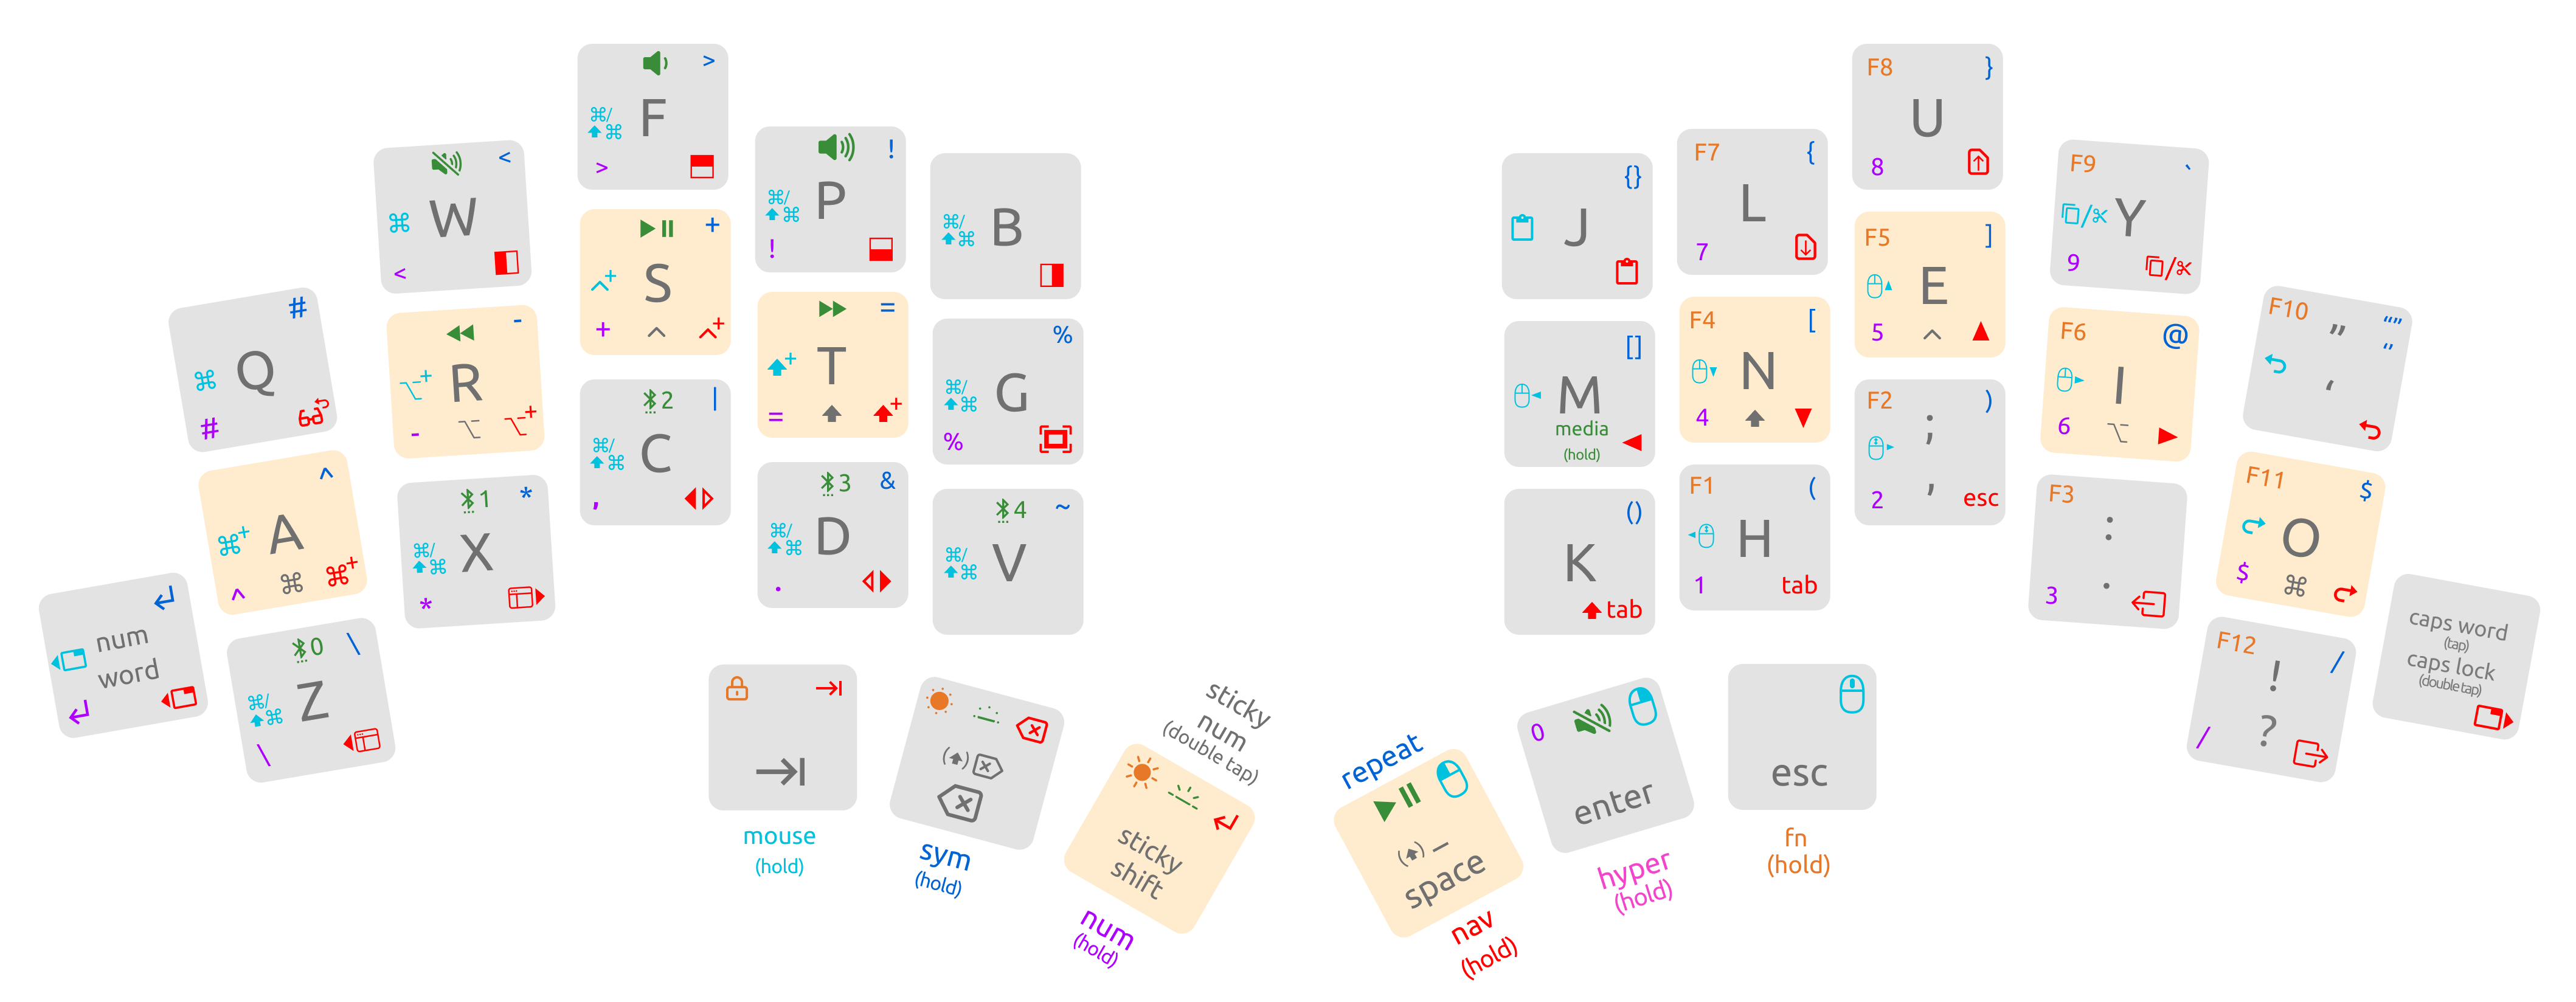 >
⌘/
⇧⌘
F
>
!
⌘/
⇧⌘
P
!
<
⌘
W
<
⌘/
⇧⌘
B
#
⌘
Q
#
+
^+
S
+
^
^+
-
⌥+
R
-
⌥
⌥+
=
⇧+
T
=
⇧
⇧+
%
⌘/
⇧⌘
G
%
^
⌘+
A
^
⌘
⌘+
2
|
⌘/
⇧⌘
C
,
1
*
⌘/
⇧⌘
X
*
3
&
⌘/
⇧⌘
D
.
4
~
⌘/
⇧⌘
V
↵
num
word
↵
0
\
⌘/
⇧⌘
Z
\
{}
J
F7
{
L
7
F8
}
U
8
F9
`
/
Y
9
/
F10
”
“”
“
‘
[]
M
media
(hold)
F4
[
N
4
⇧
F5
]
E
5
^
F6
@
I
6
⌥
F11
$
O
$
⌘
()
K
⇧ tab
F1
(
H
1
tab
F2
)
;
,
2
esc
F3
:
.
3
F12
/
!
?
/
caps word
(tap)
caps lock
(double tap)
⇥
⇥
mouse
(hold)
(⇧) ⌦
⌫
⌫
sym
(hold)
sticky
num
(double tap)
↵
sticky
shift
num
(hold)
repeat
(⇧) _
space
nav
(hold)
0
enter
hyper
(hold)
esc
fn
(hold)